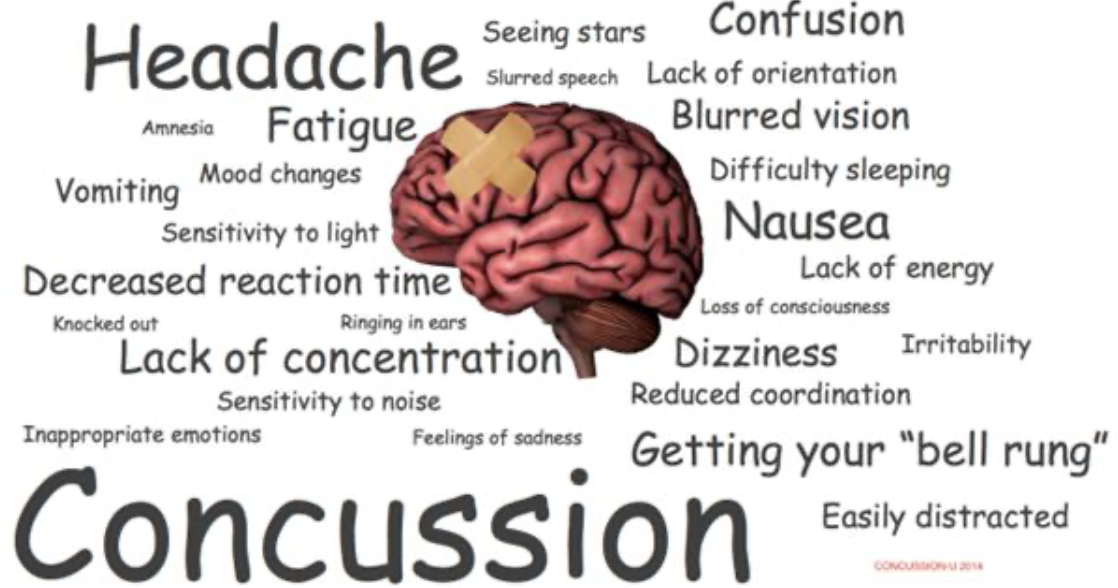 Headache
Seeing stars
Confusion
Slurred speech
Lack of orientation
Amnesia
Fatigue
Blurred vision
Vomiting
Mood changes
Difficulty sleeping
Sensitivity to light
Nausea
Decreased reaction time
Lack of energy
Knocked out
Ringing in ears
Loss of consciousness
Lack of concentration
Dizziness
Irritability
Sensitivity to noise
Reduced coordination
Inappropriate emotions
Feelings of sadness
Getting your “bell rung”
Concussion
Easily distracted
CONCUSSION-U 2014